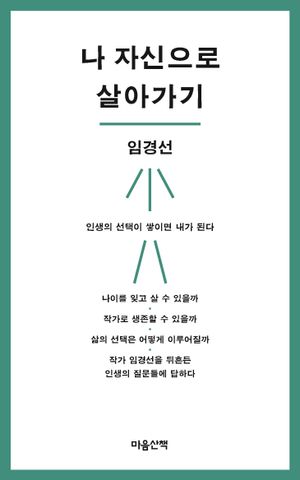 나 자신으로
살아가기
임경선
인생의 선택이 쌓이면 내가 된다
나이를 잊고 살 수 있을까
작가로 생존할 수 있을까
삶의 선택은 어떻게 이루어질까
작가 임경선을 뒤흔든
인생의 질문들에 답하다
마음산책